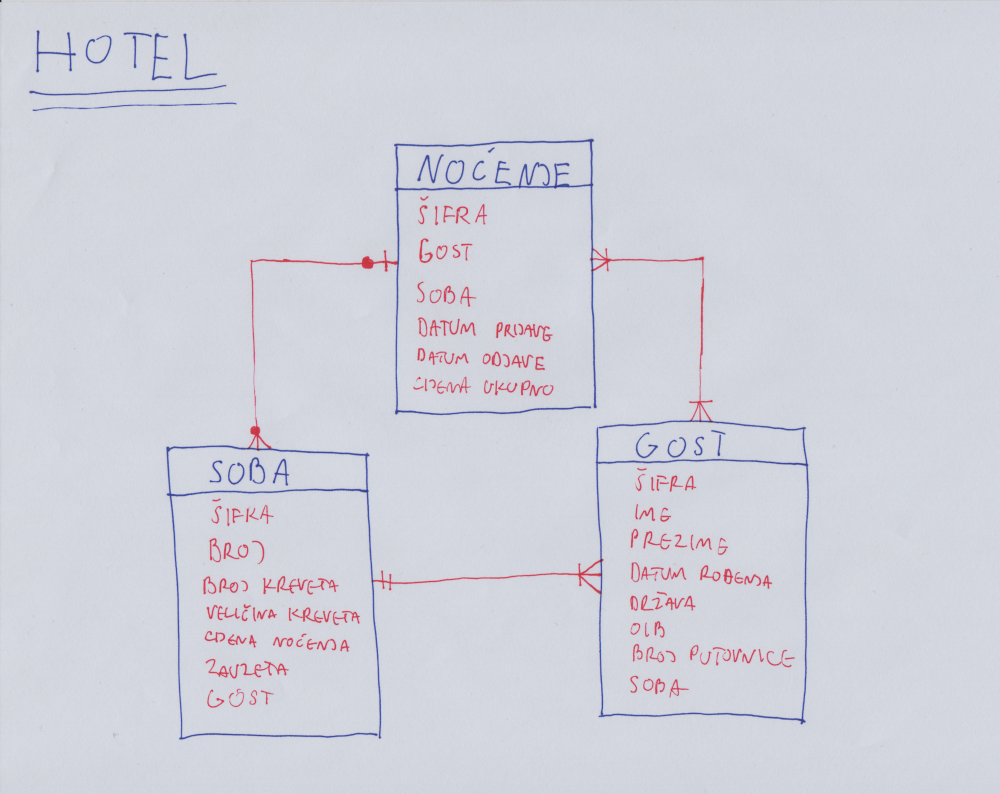 HOTEL
NOĆENJE
ŠIFRA
GOST
SOBA
DATUM PRIJAVE
DATUM ODJAVE
CIJENA UKUPNO
SOBA
ŠIFRA
BROJ
BROJ KREVETA
VELIČINA KREVETA
CIJENA NOĆENJA
ZAUZETA
GOST
GOST
ŠIFRA
IME
PREZIME
DATUM ROĐENJA
DRŽAVA
OIB
BROJ PUTOVNICE
SOBA